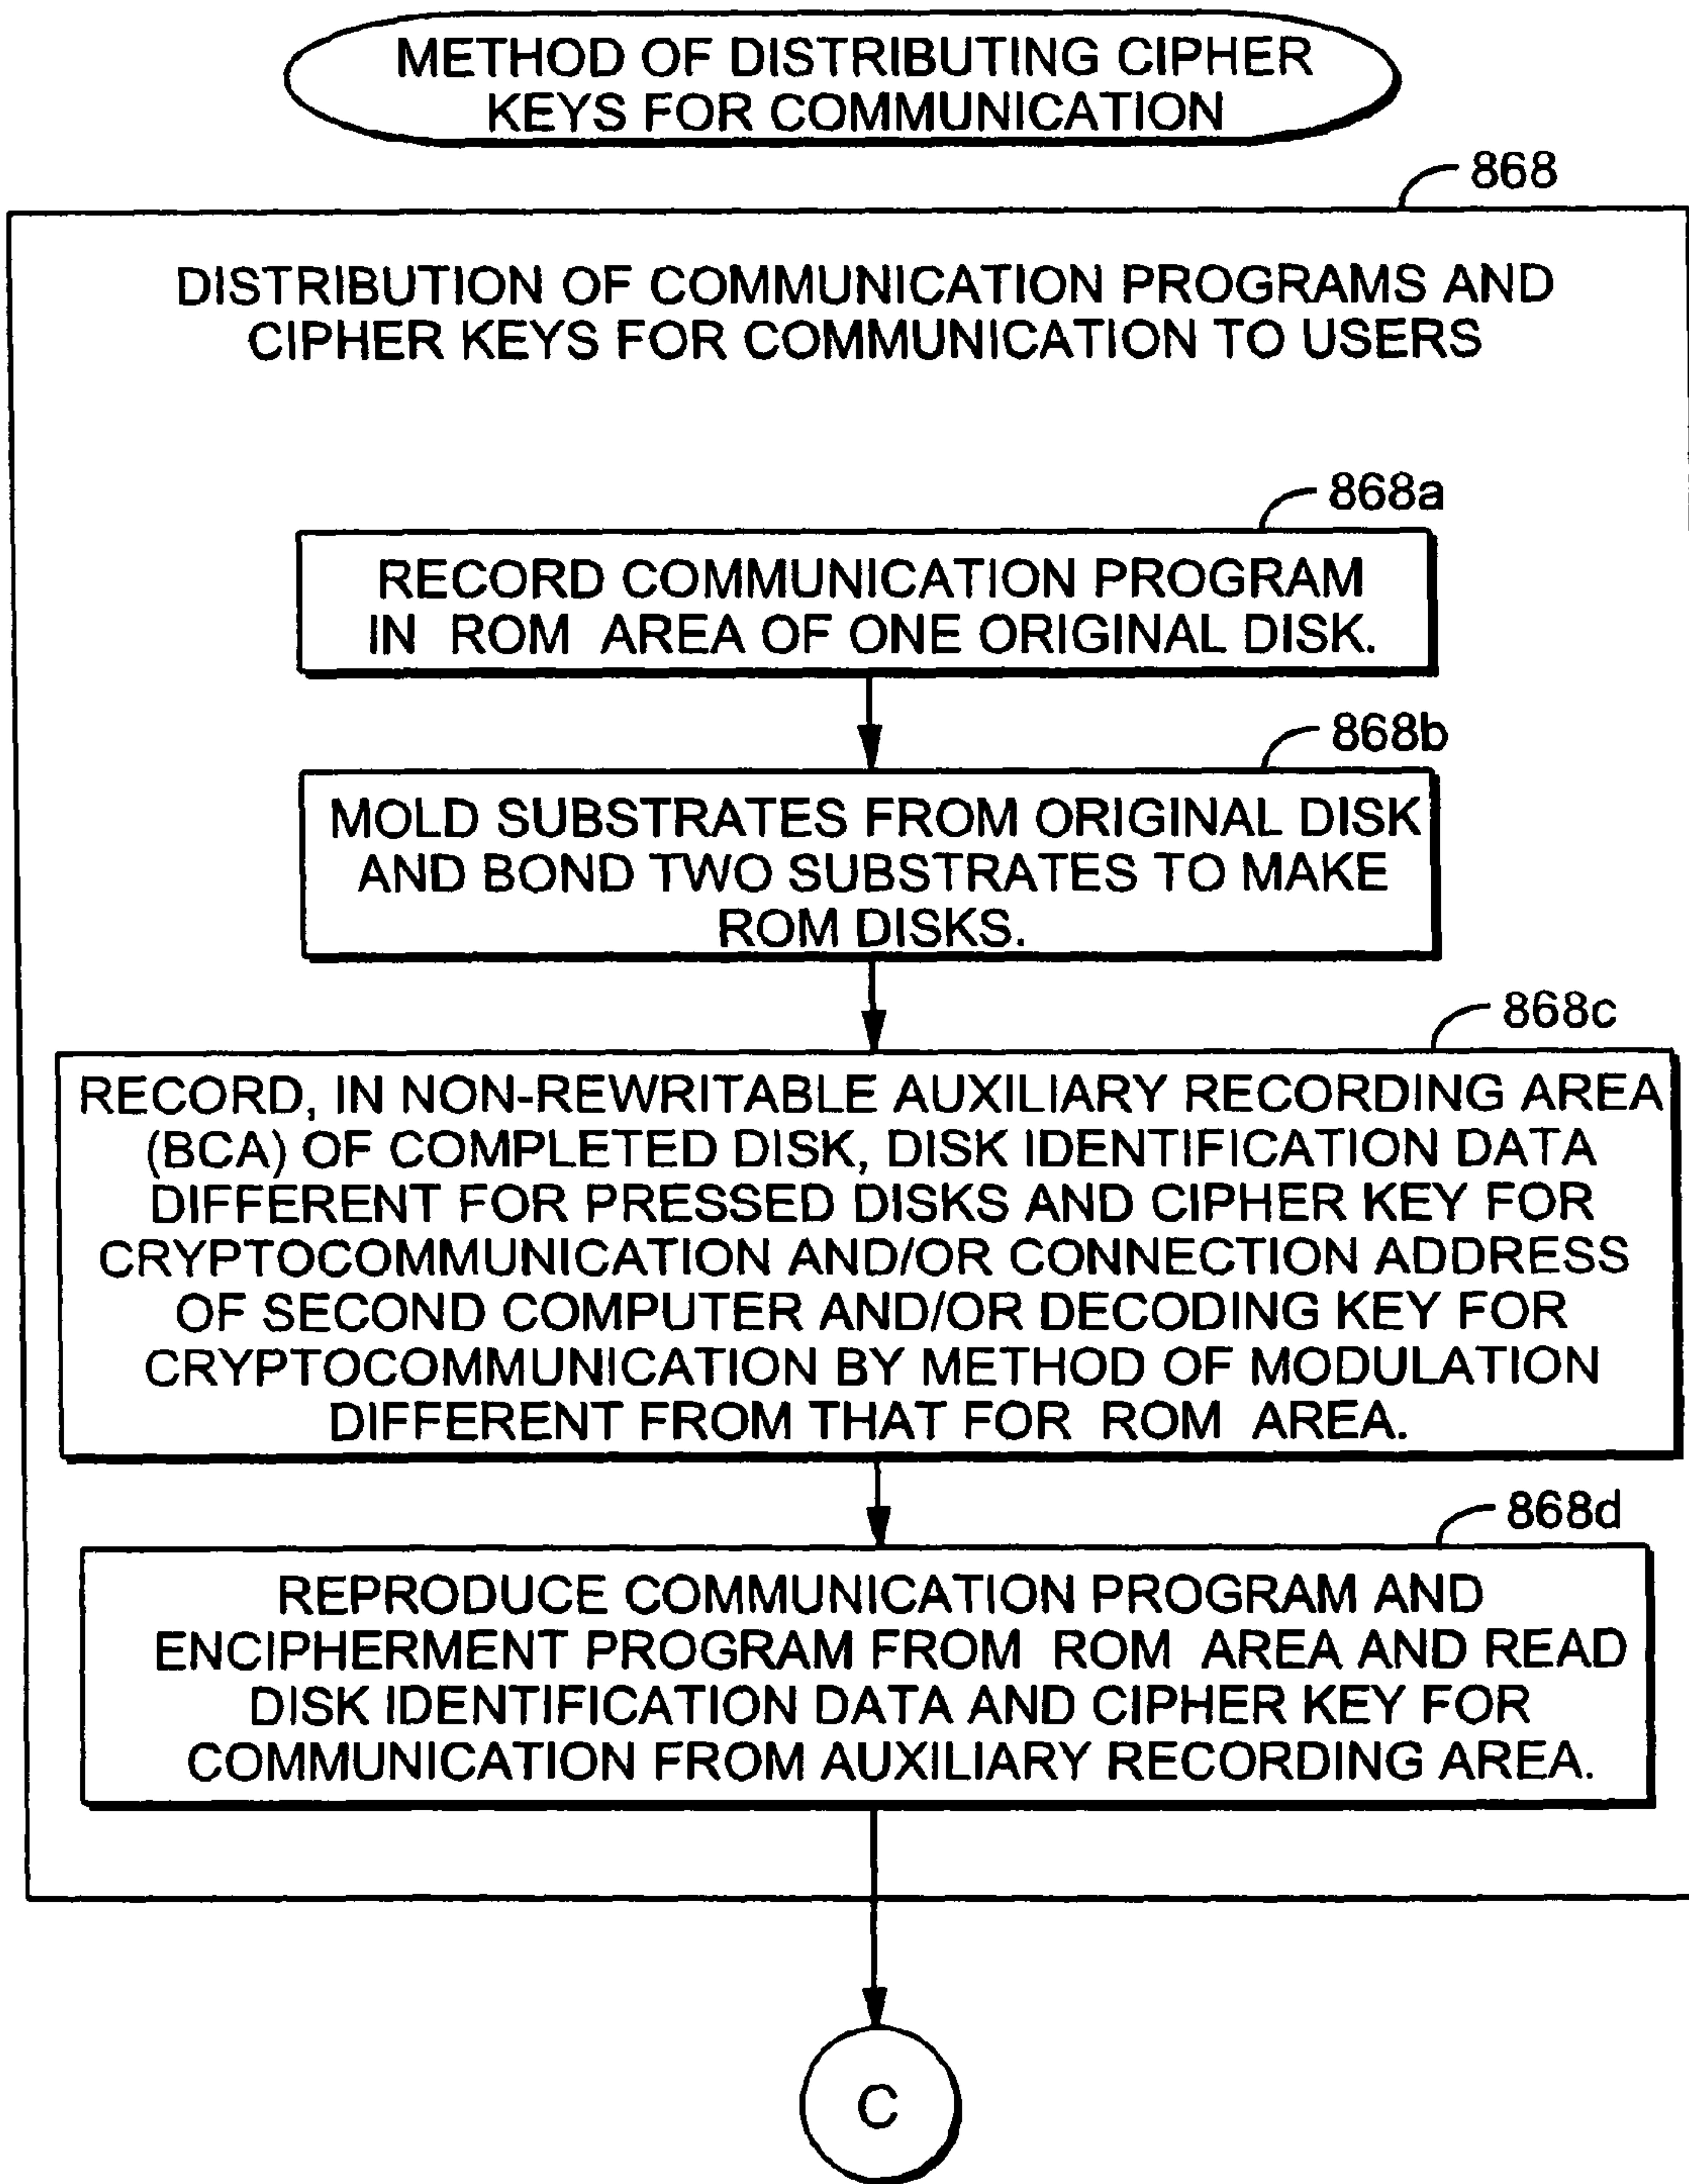 METHOD OF DISTRIBUTING CIPHER
KEYS FOR COMMUNICATION
868
DISTRIBUTION OF COMMUNICATION PROGRAMS AND
CIPHER KEYS FOR COMMUNICATION TO USERS
868a
RECORD COMMUNICATION PROGRAM
IN ROM AREA OF ONE ORIGINAL DISK.
868b
MOLD SUBSTRATES FROM ORIGINAL DISK
AND BOND TWO SUBSTRATES TO MAKE
ROM DISKS.
868c
RECORD, IN NON-REWRITABLE AUXILIARY RECORDING AREA
(BCA) OF COMPLETED DISK, DISK IDENTIFICATION DATA
DIFFERENT FOR PRESSED DISKS AND CIPHER KEY FOR
CRYPTOCOMMUNICATION AND/OR CONNECTION ADDRESS
OF SECOND COMPUTER AND/OR DECODING KEY FOR
CRYPTOCOMMUNICATION BY METHOD OF MODULATION
DIFFERENT FROM THAT FOR ROM AREA.
868d
REPRODUCE COMMUNICATION PROGRAM AND
ENCIPHERMENT PROGRAM FROM ROM AREA AND READ
DISK IDENTIFICATION DATA AND CIPHER KEY FOR
COMMUNICATION FROM AUXILIARY RECORDING AREA.
C